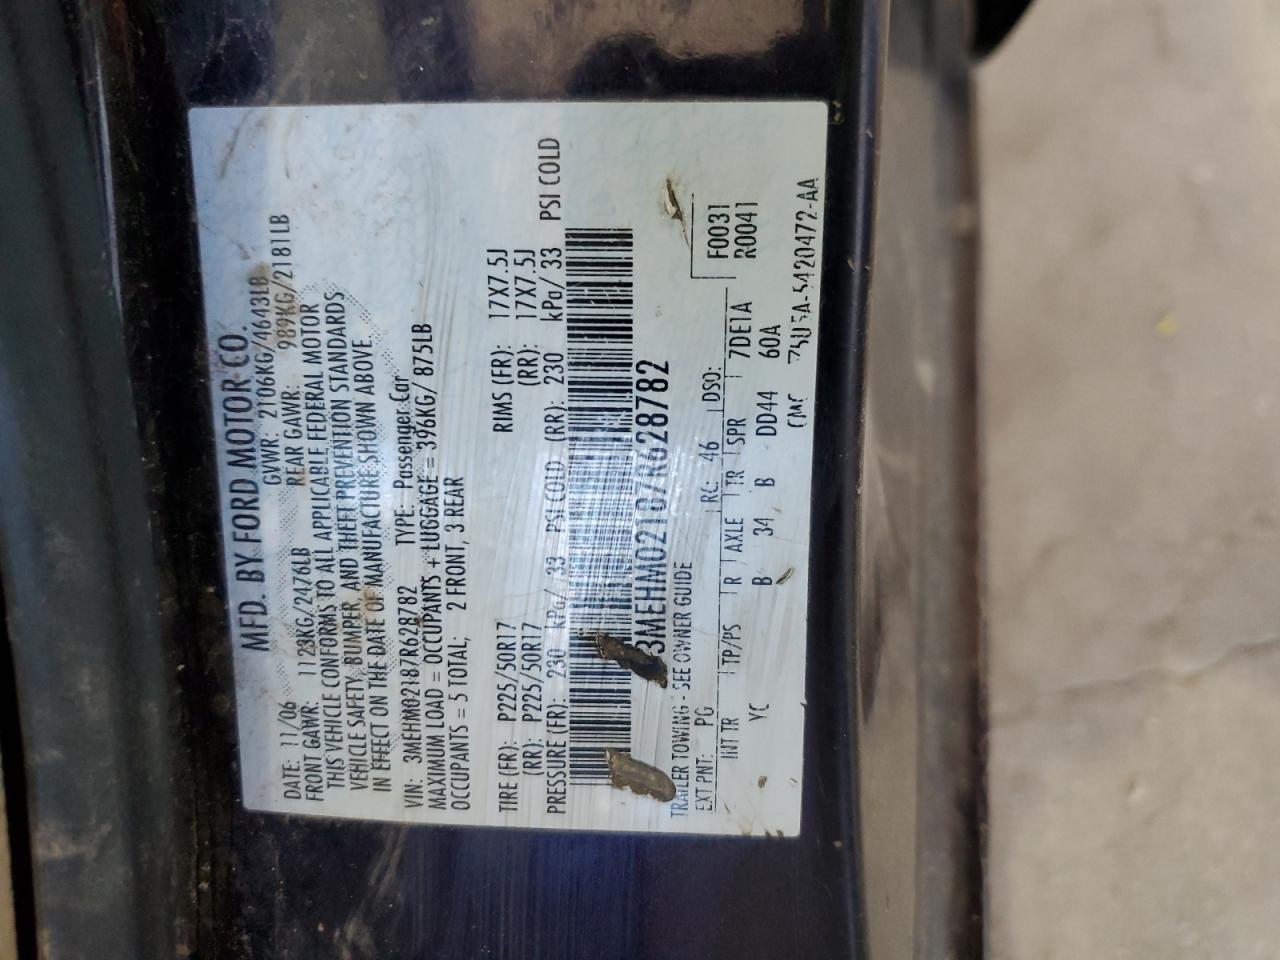 MFD. BY FORD MOTOR CO.
DATE: 11/06 GVWR: 2106KG/4643LB
FRONT GAWR: 1123KG/2476LB REAR GAWR: 989KG/2181LB
THIS VEHICLE CONFORMS TO ALL APPLICABLE FEDERAL MOTOR
VEHICLE SAFETY, BUMPER, AND THEFT PREVENTION STANDARDS
IN EFFECT ON THE DATE OF MANUFACTURE SHOWN ABOVE.
VIN: 3MEHM02187R628782 TYPE: Passenger Car
MAXIMUM LOAD = OCCUPANTS + LUGGAGE = 396KG/ 875LB
OCCUPANTS = 5 TOTAL; 2 FRONT, 3 REAR
TIRE (FR): P225/50R17 RIMS (FR): 17X7.5J
(RR): P225/50R17 (RR): 17X7.5J
PRESSURE (FR): 230 kPa/ 33 PSI COLD (RR): 230 kPa/ 33 PSI COLD
3MEHM02187R628782
TRAILER TOWING - SEE OWNER GUIDE
EXT PNT: PG RC: 46 DSO: F0031
R0041
INT TR TP/PS R AXLE TR SPR 7DE1A
YC B 34 B DD44 60A